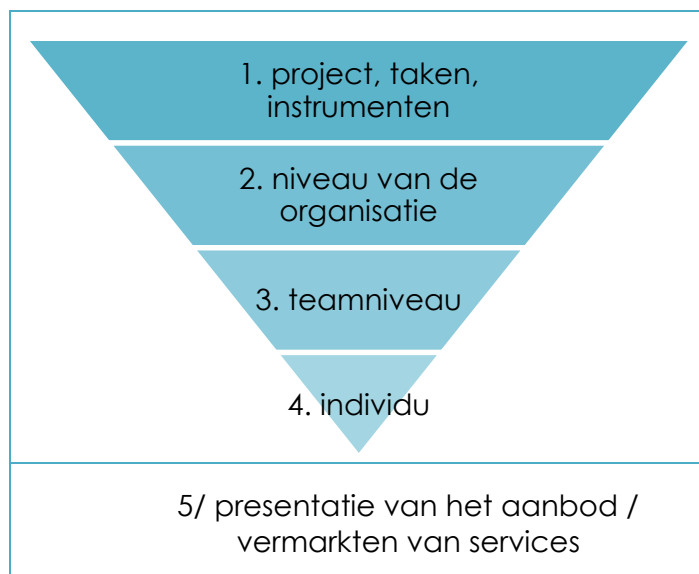 1. project, taken,
instrumenten
2. niveau van de
organisatie
3. teamniveau
4. individu
5/ presentatie van het aanbod /
vermarkten van services